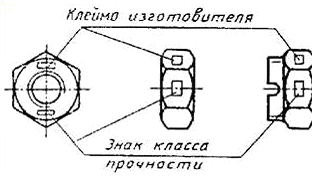 Клеймо изготовителя
Знак класса
прочности